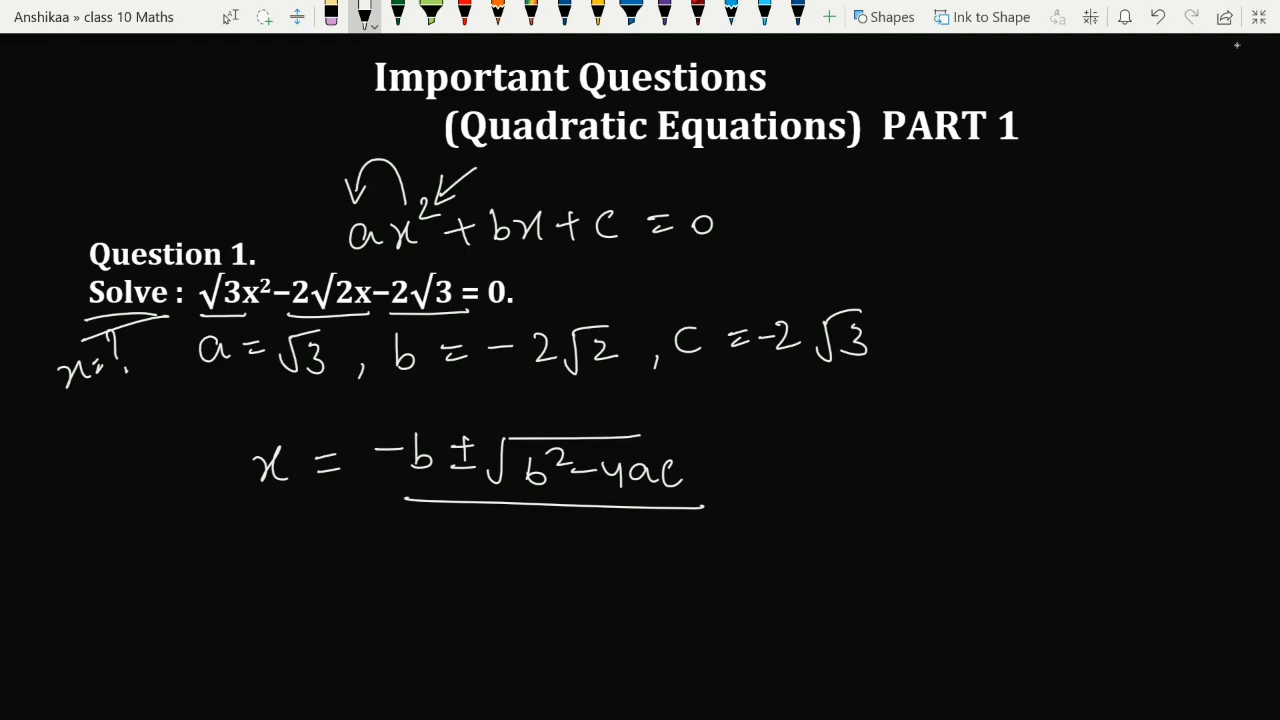 Anshikaa » class 10 Maths
Shapes
Ink to Shape
Important Questions
(Quadratic Equations) PART 1
ax²+bx+c=0
Question 1.
Solve : √3x²−2√2x−2√3 = 0.
x=?
a=√3, b=-2√2, c=-2√3
x = -b±√b²-4ac